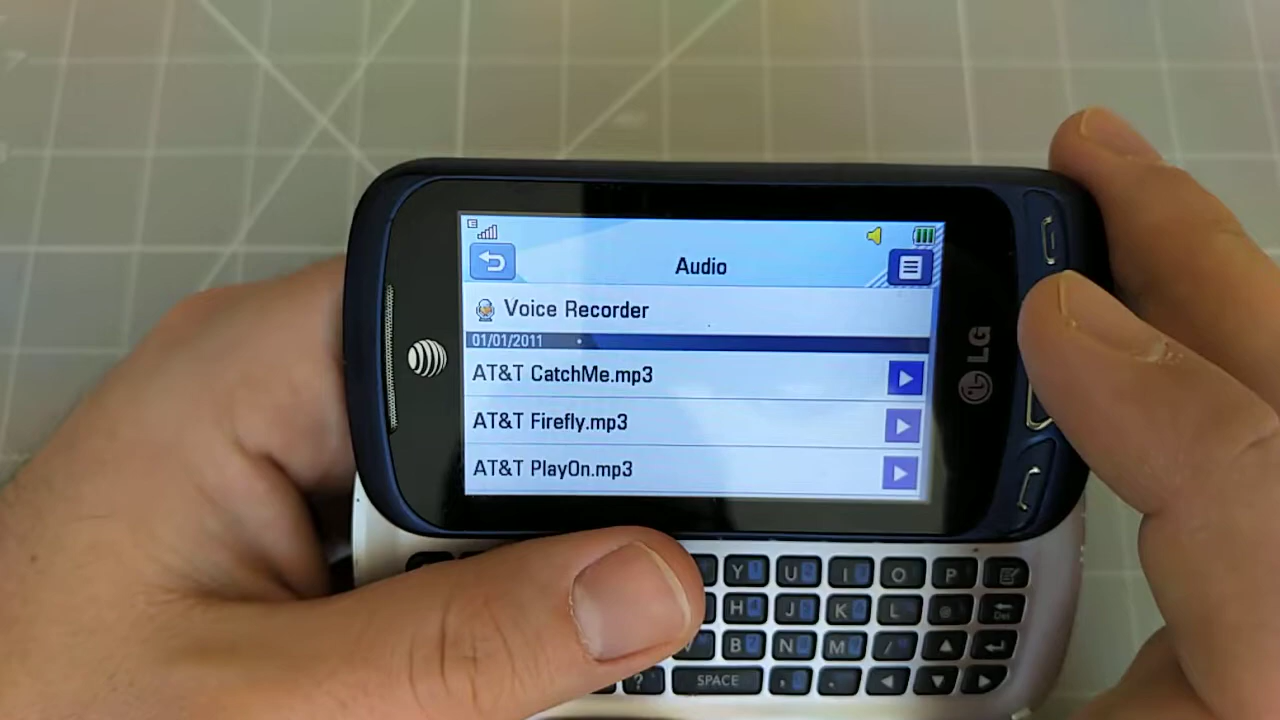 E
Audio
Voice Recorder
01/01/2011
AT&T CatchMe.mp3
AT&T Firefly.mp3
AT&T PlayOn.mp3
LG
Y U I O P
H J K L @
V B N M /
? SPACE , .